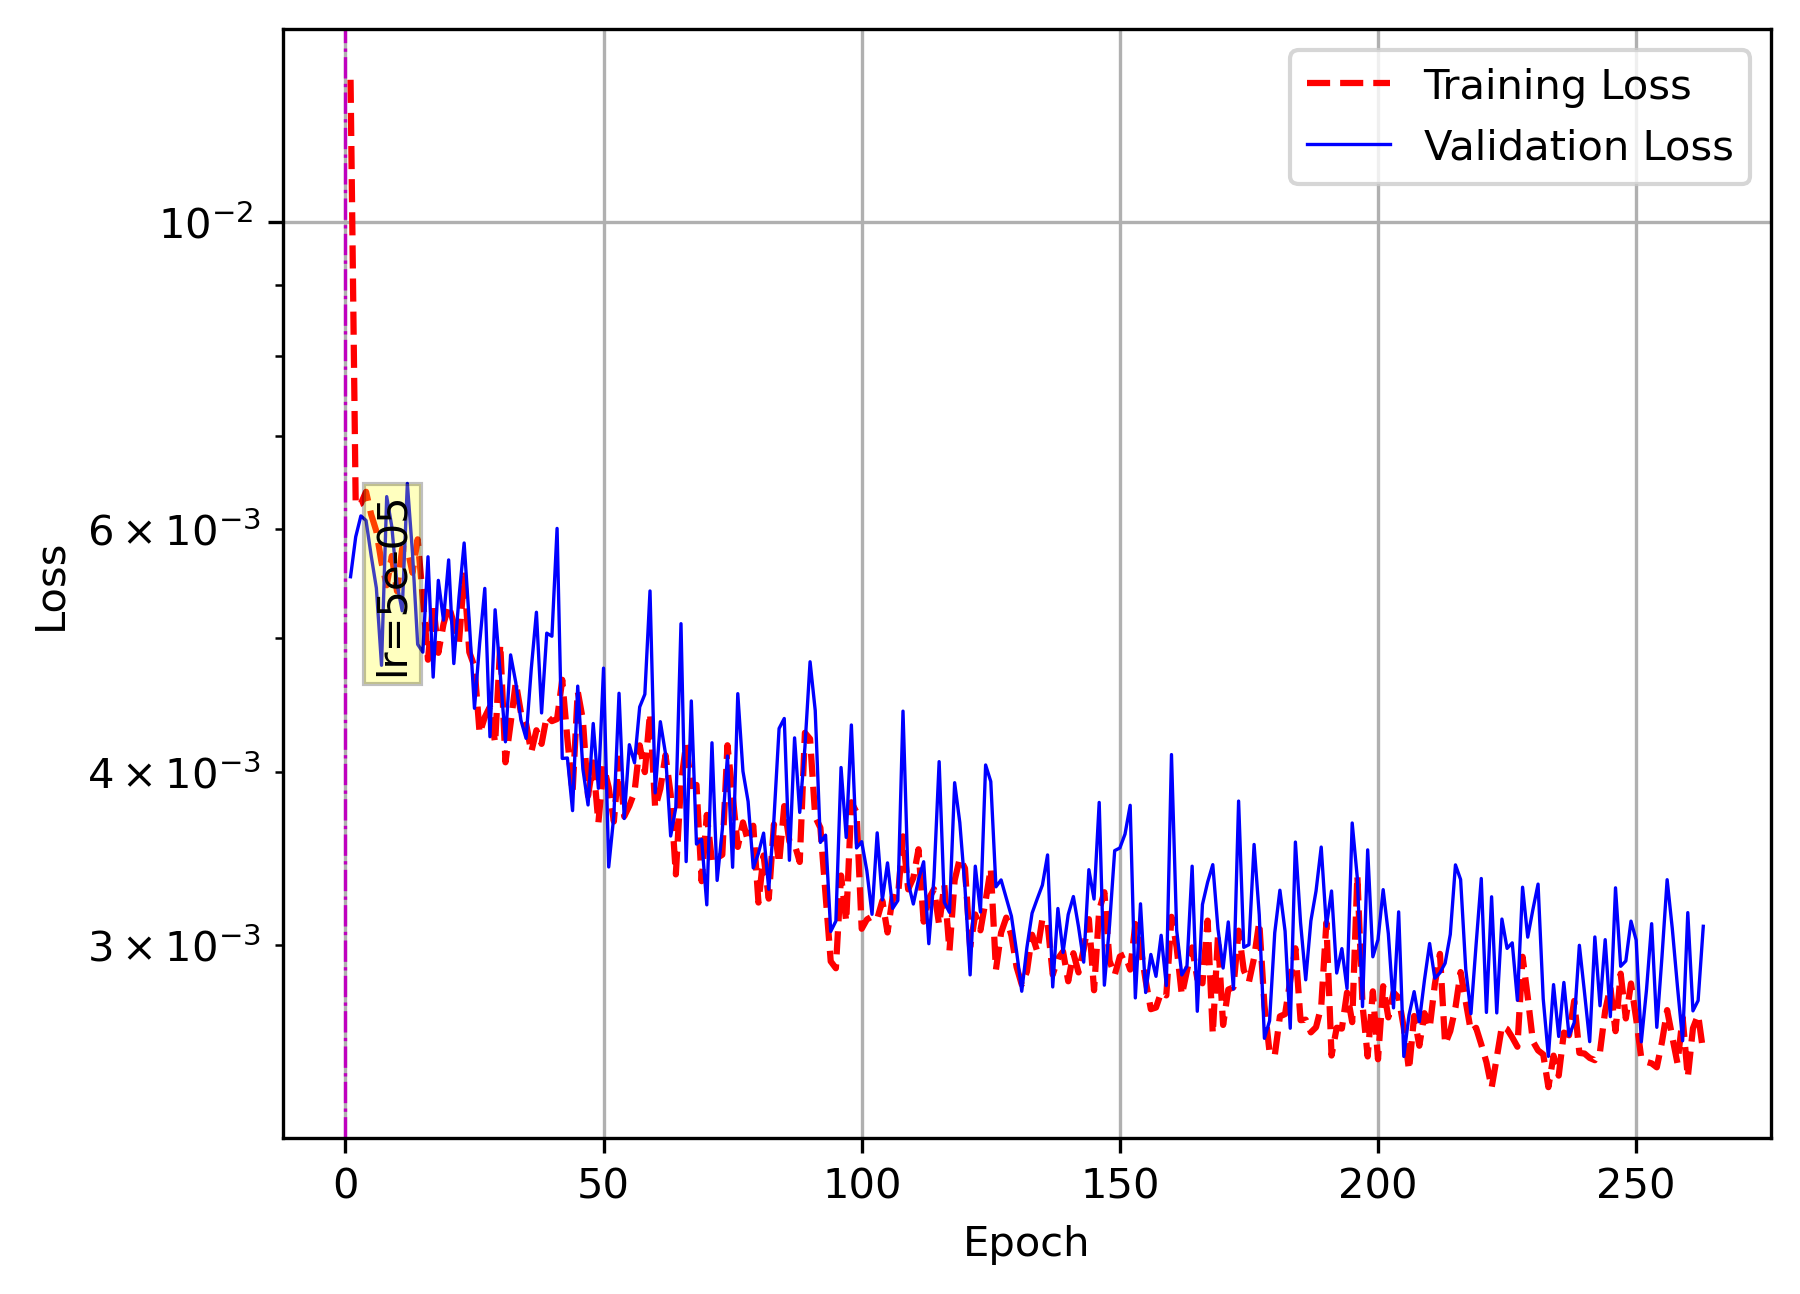 Training Loss
Validation Loss
10⁻²
6 × 10⁻³
4 × 10⁻³
3 × 10⁻³
Loss
lr=5e-05
0 50 100 150 200 250
Epoch